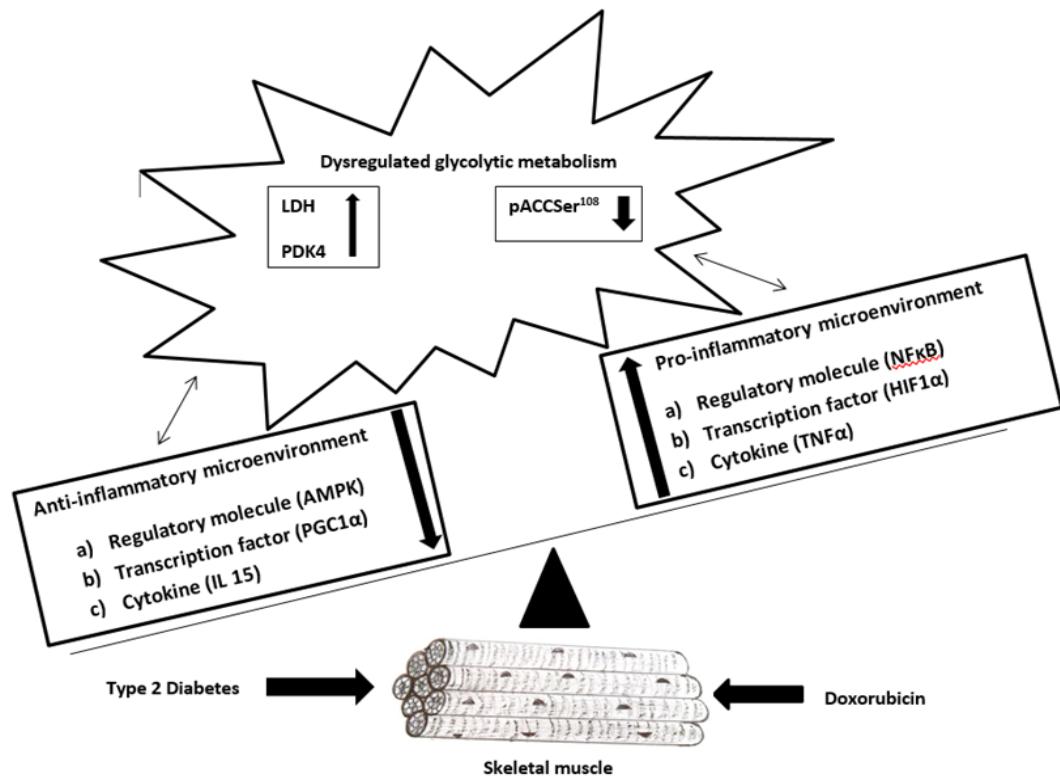 Dysregulated glycolytic metabolism
LDH
PDK4
pACCSer¹⁰⁸
Pro-inflammatory microenvironment
a) Regulatory molecule (NFκB)
b) Transcription factor (HIF1α)
c) Cytokine (TNFα)
Anti-inflammatory microenvironment
a) Regulatory molecule (AMPK)
b) Transcription factor (PGC1α)
c) Cytokine (IL 15)
Type 2 Diabetes
Doxorubicin
Skeletal muscle